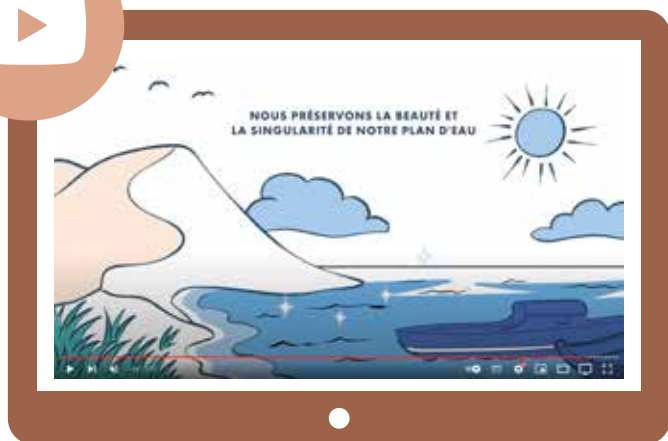 NOUS PRÉSERVONS LA BEAUTÉ ET
LA SINGULARITÉ DE NOTRE PLAN D'EAU